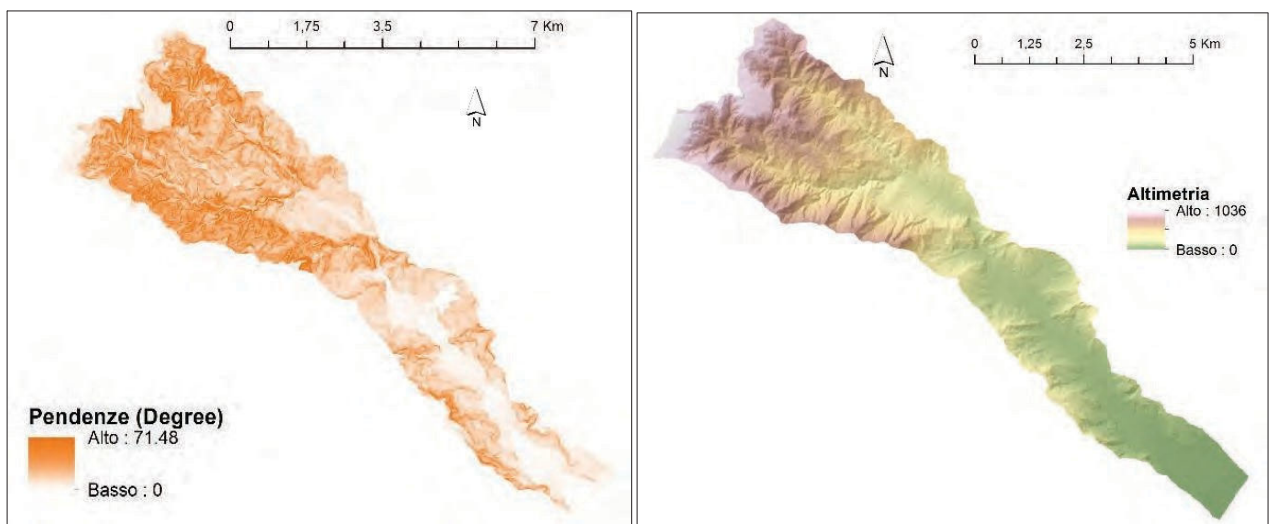 0 1,75 3,5 7 Km
N
Pendenze (Degree)
Alto : 71.48
Basso : 0
0 1,25 2,5 5 Km
N
Altimetria
Alto : 1036
Basso : 0